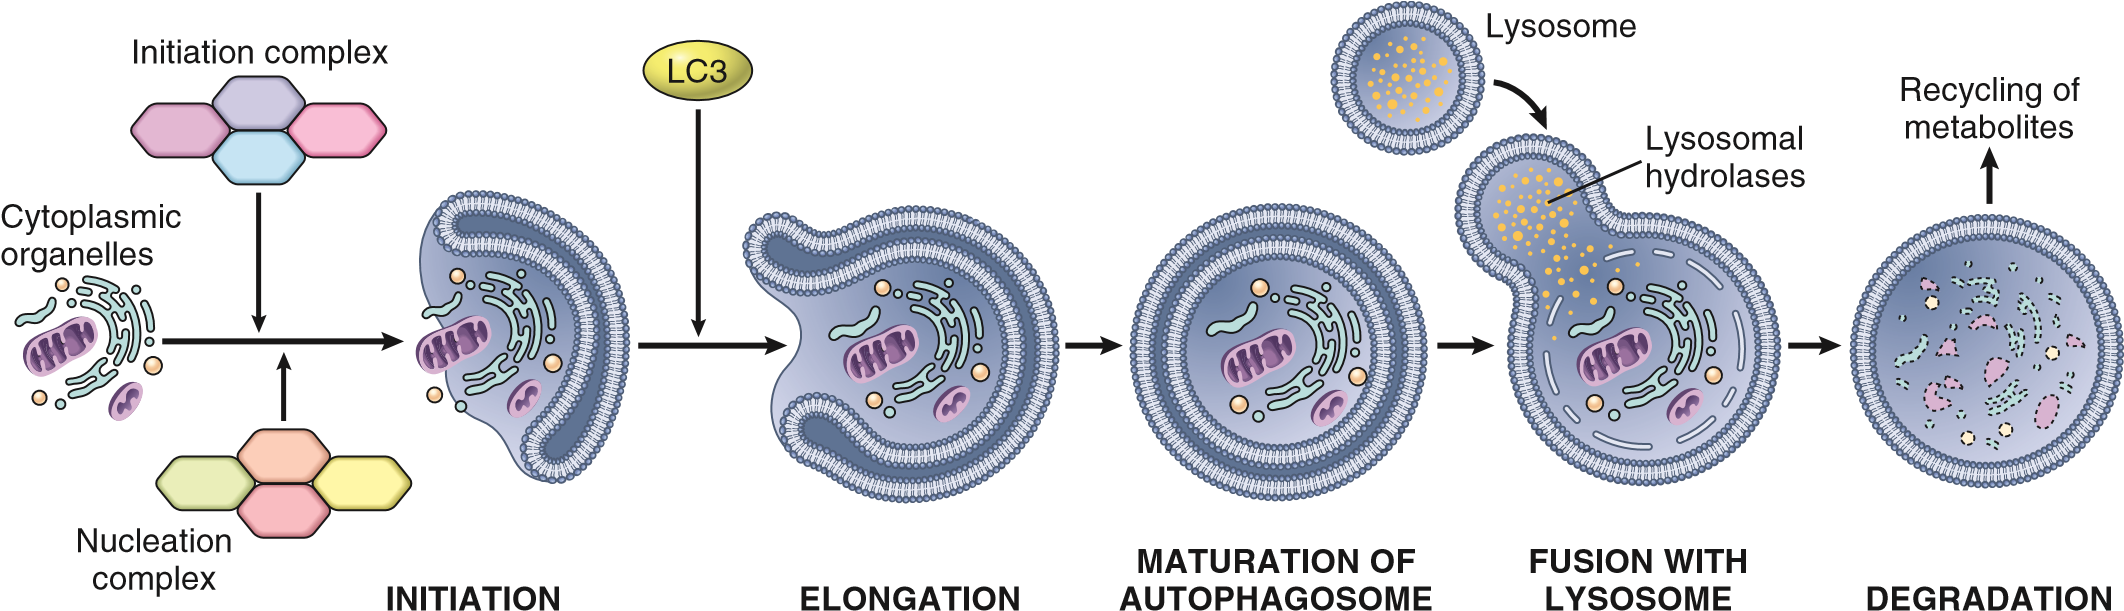 Initiation complex
LC3
Lysosome
Recycling of
metabolites
Lysosomal
hydrolases
Cytoplasmic
organelles
Nucleation
complex
INITIATION
ELONGATION
MATURATION OF
AUTOPHAGOSOME
FUSION WITH
LYSOSOME
DEGRADATION